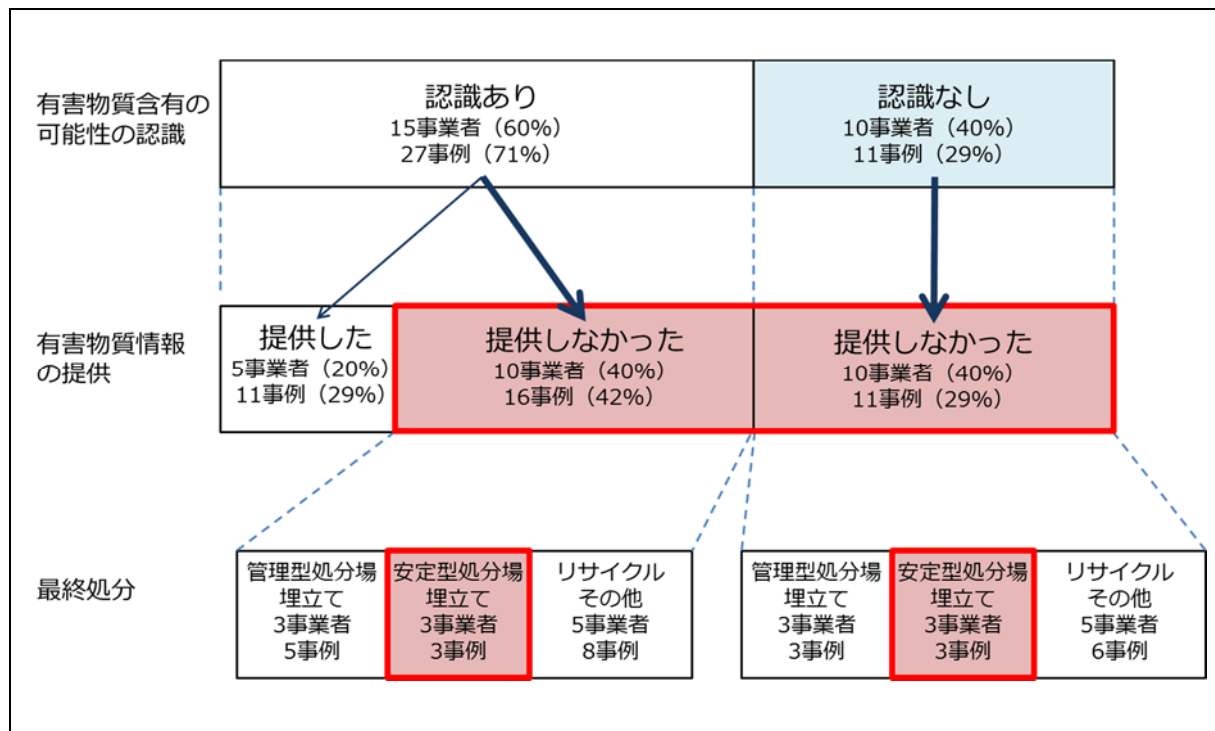 有害物質含有の
可能性の認識
認識あり
15事業者（60%）
27事例（71%）
認識なし
10事業者（40%）
11事例（29%）
有害物質情報
の提供
提供した
5事業者（20%）
11事例（29%）
提供しなかった
10事業者（40%）
16事例（42%）
提供しなかった
10事業者（40%）
11事例（29%）
最終処分
管理型処分場
埋立て
3事業者
5事例
安定型処分場
埋立て
3事業者
3事例
リサイクル
その他
5事業者
8事例
管理型処分場
埋立て
3事業者
3事例
安定型処分場
埋立て
3事業者
3事例
リサイクル
その他
5事業者
6事例